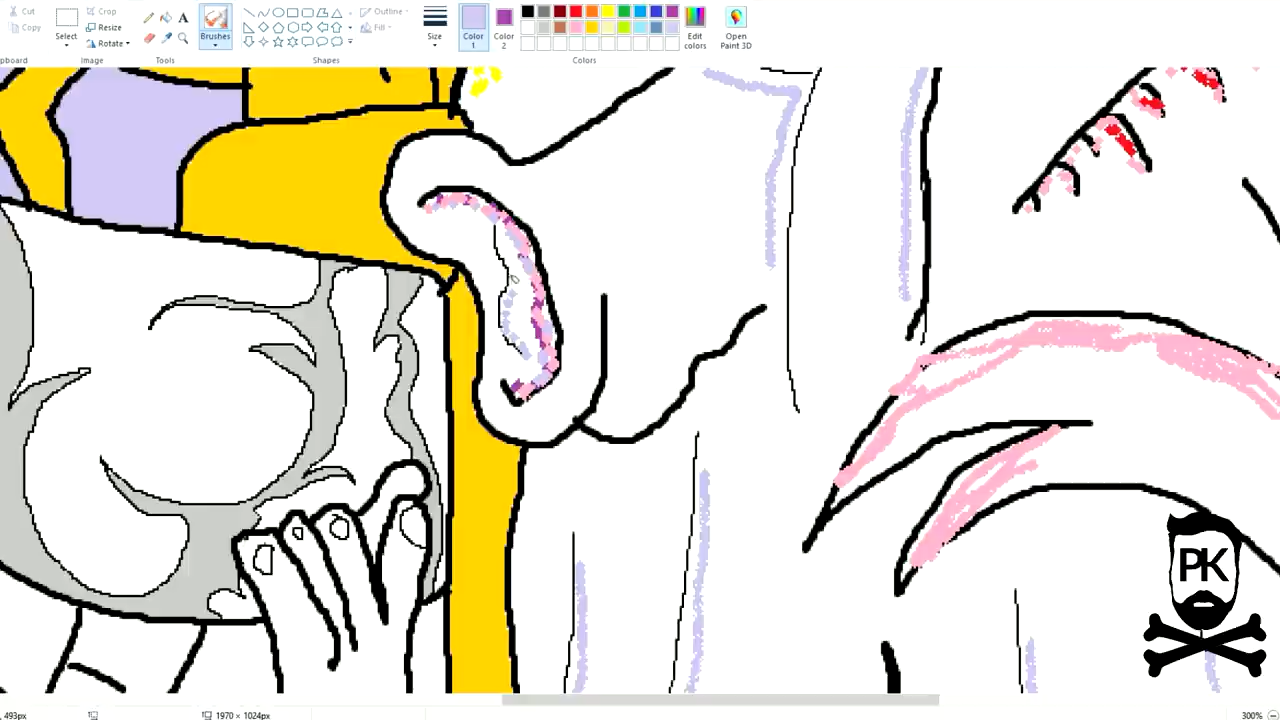 Cut
Copy
Select
Crop
Resize
Rotate
A
Brushes
Outline
Fill
Size
Color
1
Color
2
Edit
colors
Open
Paint 3D
pboard
Image
Tools
Shapes
Colors
PK
, 493px
1970 × 1024px
300%